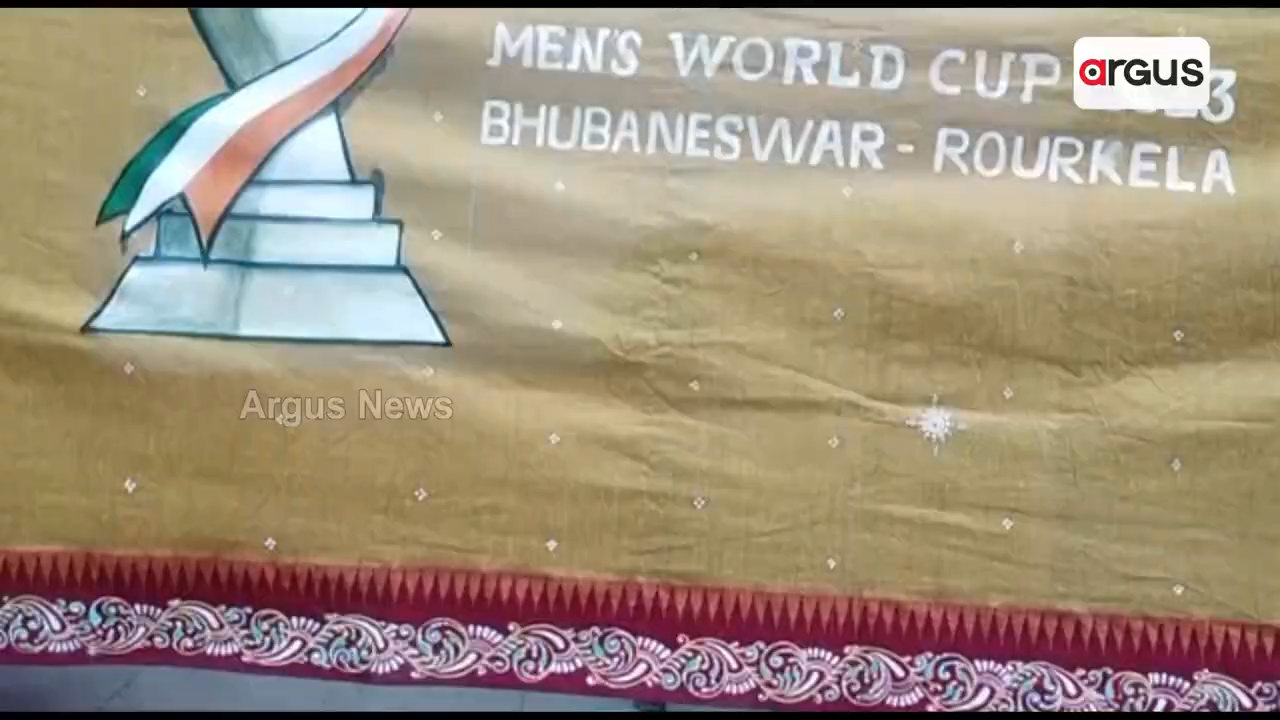 MEN'S WORLD CUP
BHUBANESWAR - ROURKELA
argus
Argus News